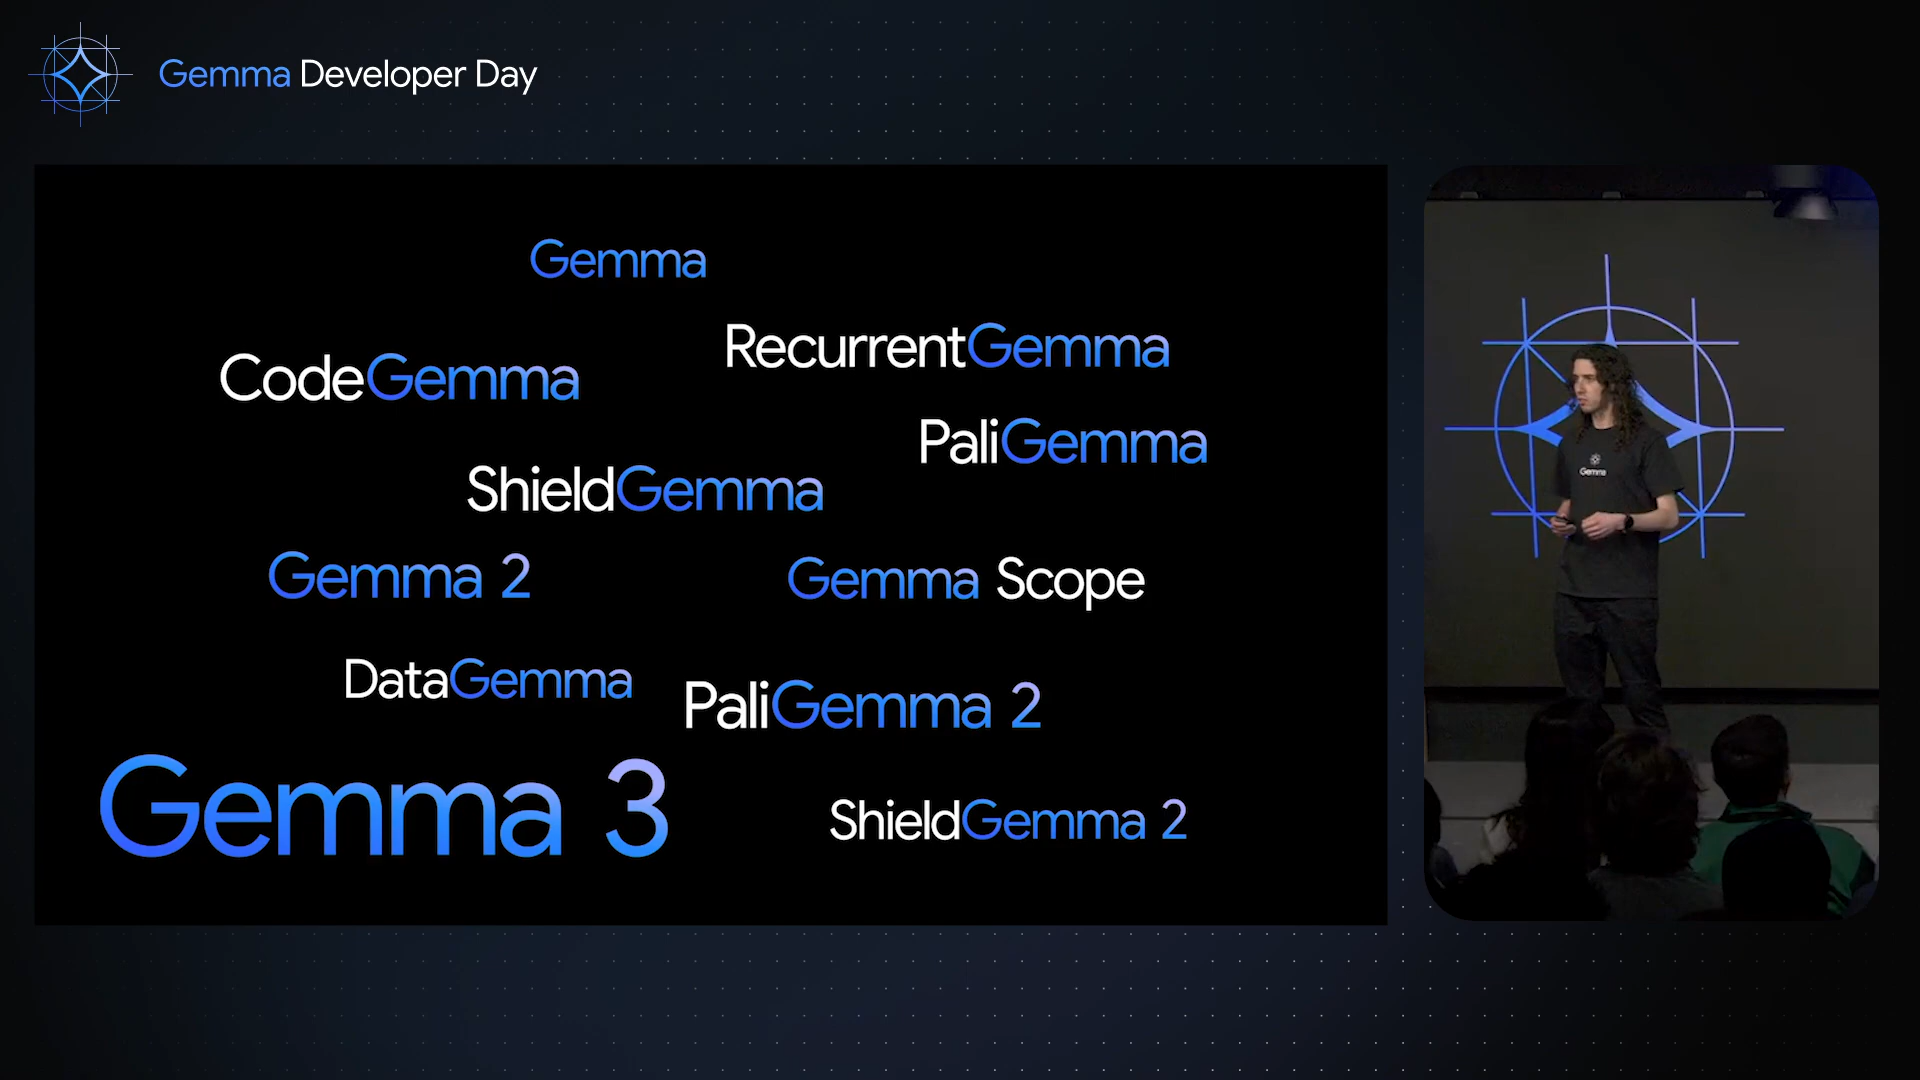 Gemma Developer Day
Gemma
RecurrentGemma
CodeGemma
PaliGemma
ShieldGemma
Gemma 2
Gemma Scope
DataGemma
PaliGemma 2
Gemma 3
ShieldGemma 2
Gemma